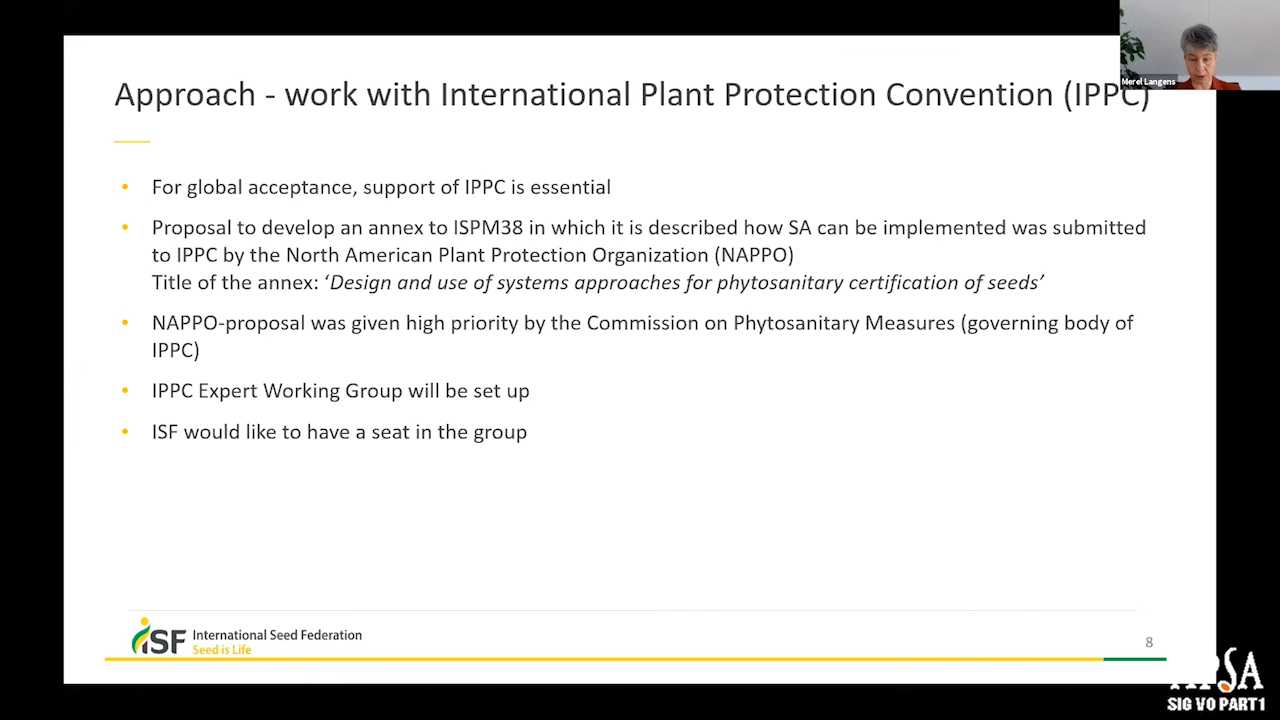 Merel Langens
Approach - work with International Plant Protection Convention (IPPC)
• For global acceptance, support of IPPC is essential
• Proposal to develop an annex to ISPM38 in which it is described how SA can be implemented was submitted
to IPPC by the North American Plant Protection Organization (NAPPO)
Title of the annex: ‘Design and use of systems approaches for phytosanitary certification of seeds’
• NAPPO-proposal was given high priority by the Commission on Phytosanitary Measures (governing body of
IPPC)
• IPPC Expert Working Group will be set up
• ISF would like to have a seat in the group
iSF International Seed Federation
Seed is Life
8
APSA
SIG VO PART1